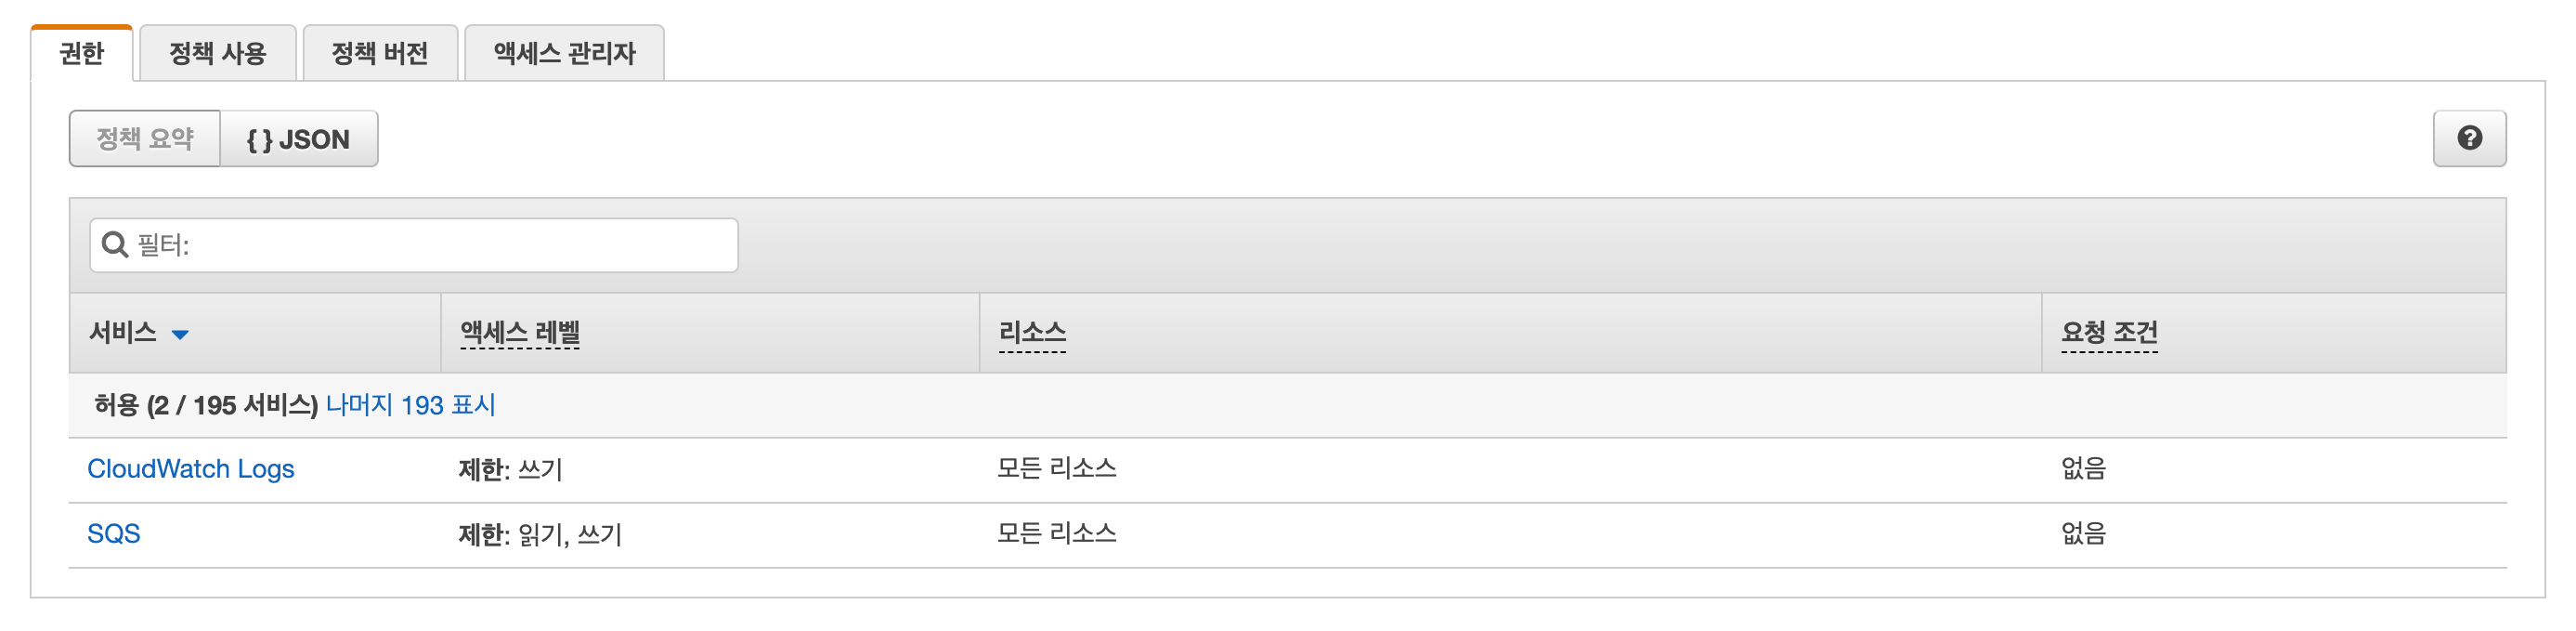 권한 정책 사용 정책 버전 액세스 관리자
정책 요약 { } JSON ?
필터:
서비스 액세스 레벨 리소스 요청 조건
허용 (2 / 195 서비스) 나머지 193 표시
CloudWatch Logs 제한: 쓰기 모든 리소스 없음
SQS 제한: 읽기, 쓰기 모든 리소스 없음